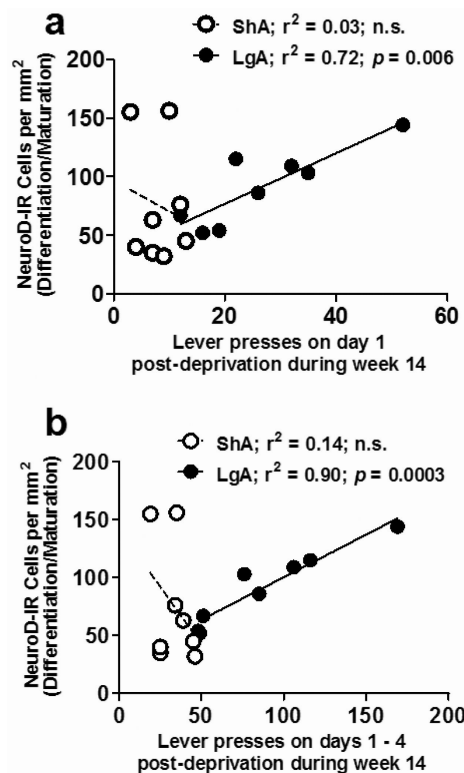 a
ShA; r² = 0.03; n.s.
LgA; r² = 0.72; p = 0.006
NeuroD-IR Cells per mm²
(Differentiation/Maturation)
200
150
100
50
0
0 20 40 60
Lever presses on day 1
post-deprivation during week 14
b
ShA; r² = 0.14; n.s.
LgA; r² = 0.90; p = 0.0003
NeuroD-IR Cells per mm²
(Differentiation/Maturation)
200
150
100
50
0
0 50 100 150 200
Lever presses on days 1 - 4
post-deprivation during week 14